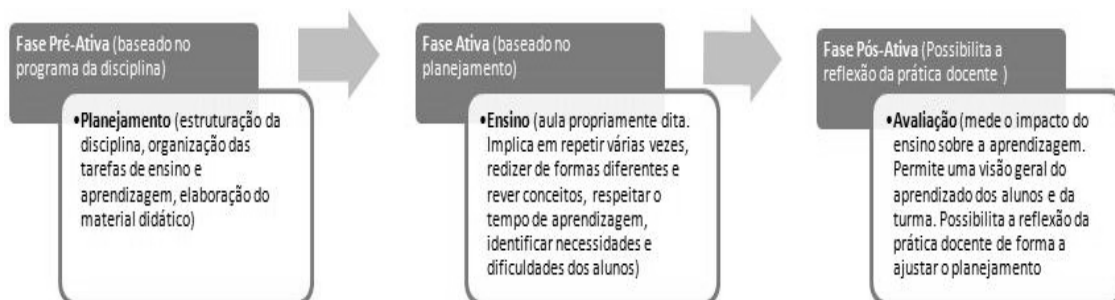 Fase Pré-Ativa (baseado no
programa da disciplina)
•Planejamento (estruturação da
disciplina, organização das
tarefas de ensino e
aprendizagem, elaboração do
material didático)
Fase Ativa (baseado no
planejamento)
•Ensino (aula propriamente dita.
Implica em repetir várias vezes,
redizer de formas diferentes e
rever conceitos, respeitar o
tempo de aprendizagem,
identificar necessidades e
dificuldades dos alunos)
Fase Pós-Ativa (Possibilita a
reflexão da prática docente )
•Avaliação (mede o impacto do
ensino sobre a aprendizagem.
Permite uma visão geral do
aprendizado dos alunos e da
turma. Possibilita a reflexão da
prática docente de forma a
ajustar o planejamento